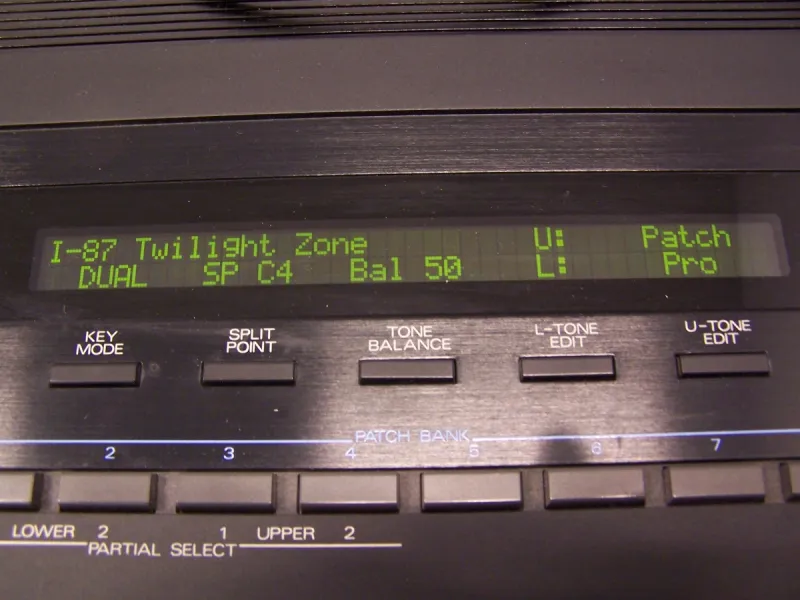 I-87 Twilight Zone U: Patch
DUAL SP C4 Bal 50 L: Pro
KEY MODE
SPLIT POINT
TONE BALANCE
L-TONE EDIT
U-TONE EDIT
PATCH BANK
2 3 4 5 6 7
LOWER 2 1 UPPER 2
PARTIAL SELECT